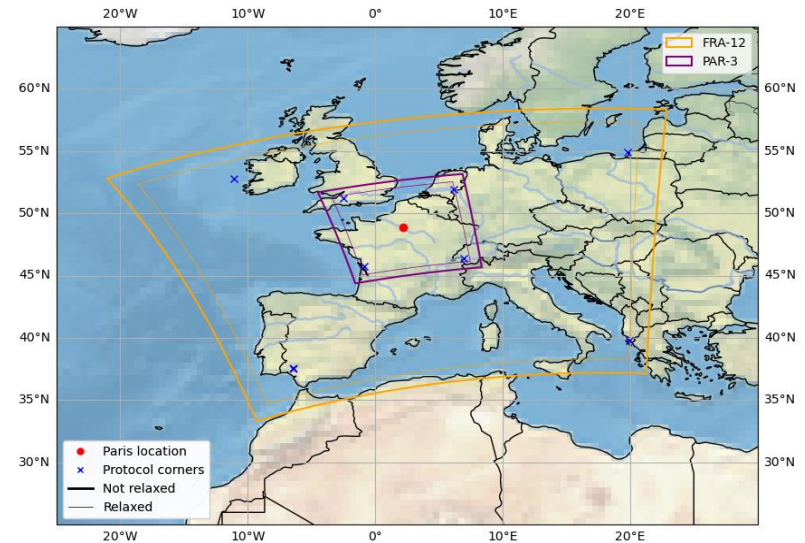 20°W 10°W 0° 10°E 20°E
FRA-12
PAR-3
60°N 60°N
55°N 55°N
50°N 50°N
45°N 45°N
40°N 40°N
35°N 35°N
30°N 30°N
Paris location
Protocol corners
Not relaxed
Relaxed
20°W 10°W 0° 10°E 20°E